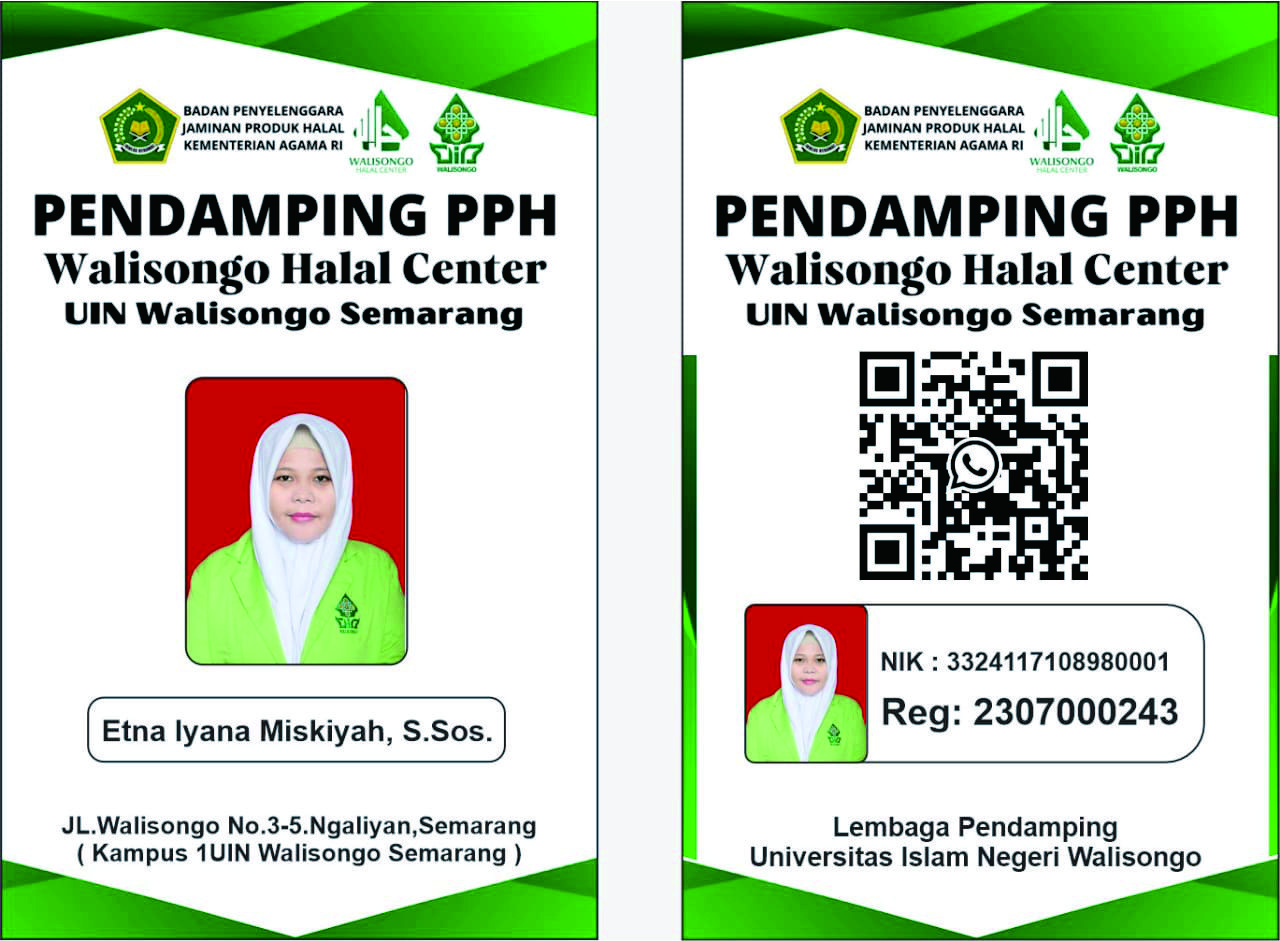 BADAN PENYELENGGARA
JAMINAN PRODUK HALAL
KEMENTERIAN AGAMA RI
WALISONGO
HALAL CENTER
WALISONGO
PENDAMPING PPH
Walisongo Halal Center
UIN Walisongo Semarang
Etna Iyana Miskiyah, S.Sos.
JL.Walisongo No.3-5.Ngaliyan,Semarang
( Kampus 1UIN Walisongo Semarang )
BADAN PENYELENGGARA
JAMINAN PRODUK HALAL
KEMENTERIAN AGAMA RI
WALISONGO
HALAL CENTER
WALISONGO
PENDAMPING PPH
Walisongo Halal Center
UIN Walisongo Semarang
NIK : 3324117108980001
Reg: 2307000243
Lembaga Pendamping
Universitas Islam Negeri Walisongo